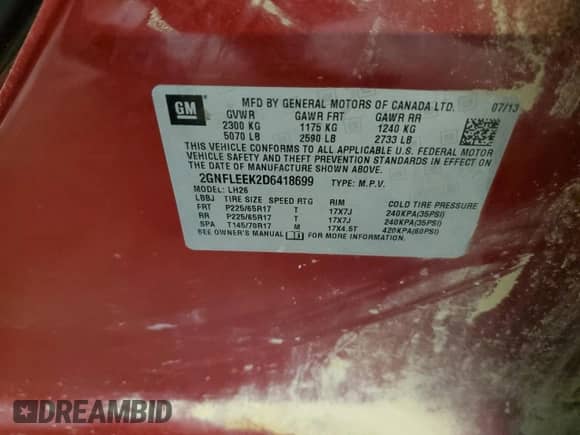 GM
MFD BY GENERAL MOTORS OF CANADA LTD. 07/13
GVWR GAWR FRT GAWR RR
2300 KG 1175 KG 1240 KG
5070 LB 2590 LB 2733 LB
THIS VEHICLE CONFORMS TO ALL APPLICABLE U.S. FEDERAL MOTOR
VEHICLE SAFETY AND THEFT PREVENTION STANDARDS IN EFFECT ON
THE DATE OF MANUFACTURE SHOWN ABOVE.
2GNFLEEK2D6418699 TYPE: M.P.V.
MODEL: LH26
LBBJ TIRE SIZE SPEED RTG RIM COLD TIRE PRESSURE
FRT P225/65R17 T 17X7J 240KPA(35PSI)
RR P225/65R17 T 17X7J 240KPA(35PSI)
SPA T145/70R17 M 17X4.5T 420KPA(60PSI)
SEE OWNER'S MANUAL FOR MORE INFORMATION.
DREAMBID